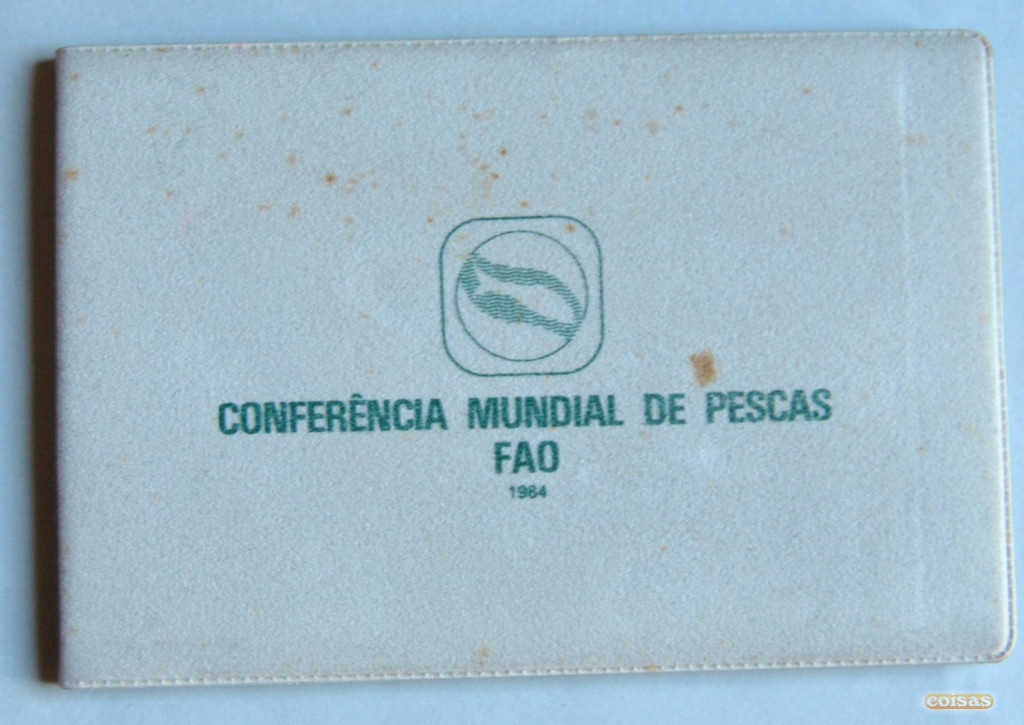 CONFERÊNCIA MUNDIAL DE PESCAS
FAO
1984
coisas